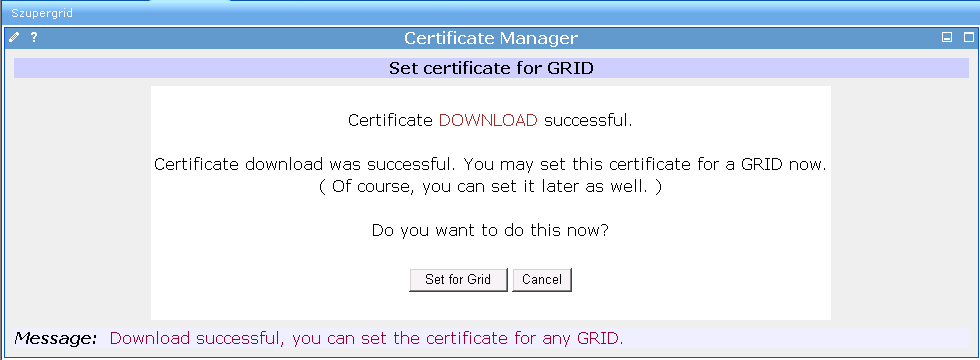 Szupergrid
? Certificate Manager
Set certificate for GRID
Certificate DOWNLOAD successful.
Certificate download was successful. You may set this certificate for a GRID now.
( Of course, you can set it later as well. )
Do you want to do this now?
Set for Grid Cancel
Message: Download successful, you can set the certificate for any GRID.